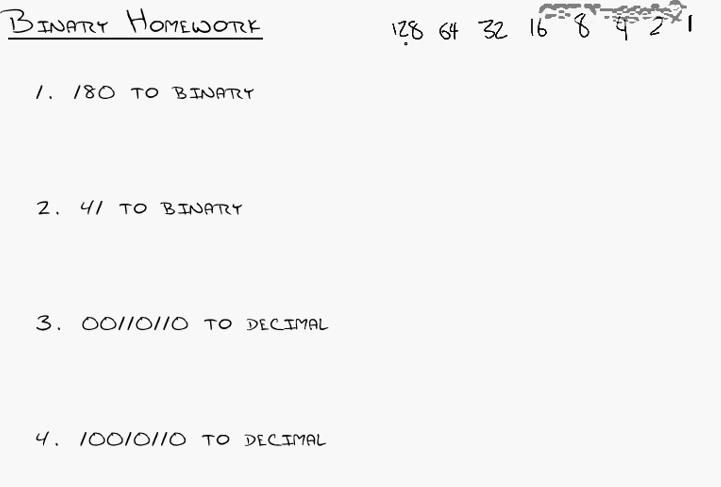 BINARY HOMEWORK
128 64 32 16 8 4 2 1
1. 180 TO BINARY
2. 41 TO BINARY
3. 00110110 TO DECIMAL
4. 10010110 TO DECIMAL